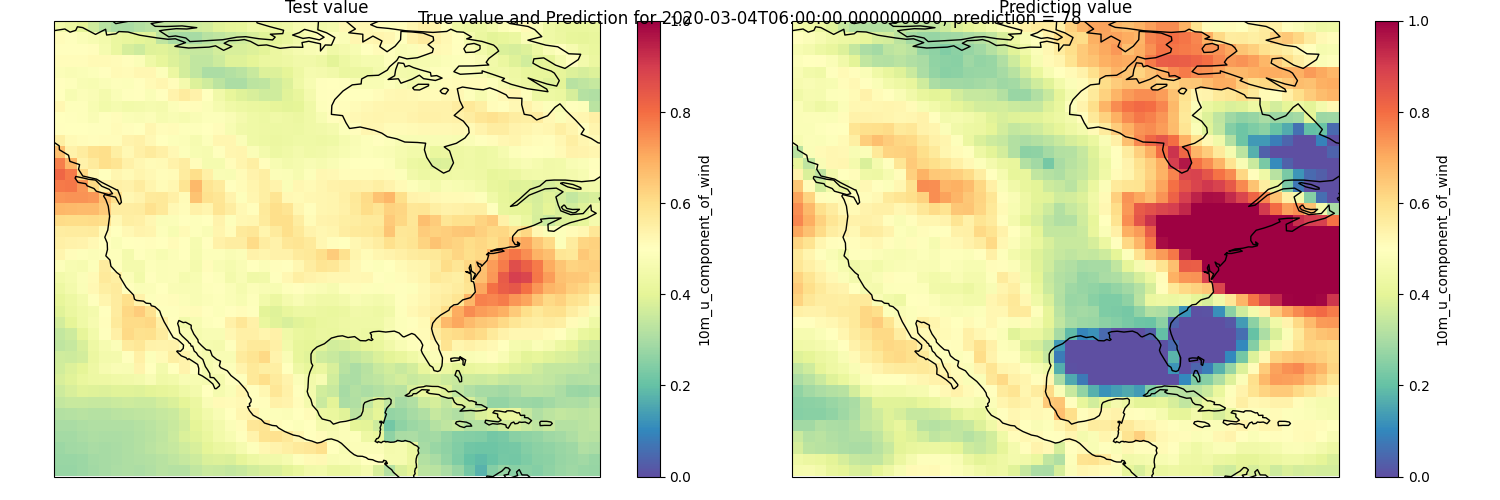 Test value
True value and Prediction for 2020-03-04T06:00:00.000000000, prediction = 78
Prediction value
1.0
0.8
0.6
0.4
0.2
0.0
10m_u_component_of_wind
1.0
0.8
0.6
0.4
0.2
0.0
10m_u_component_of_wind